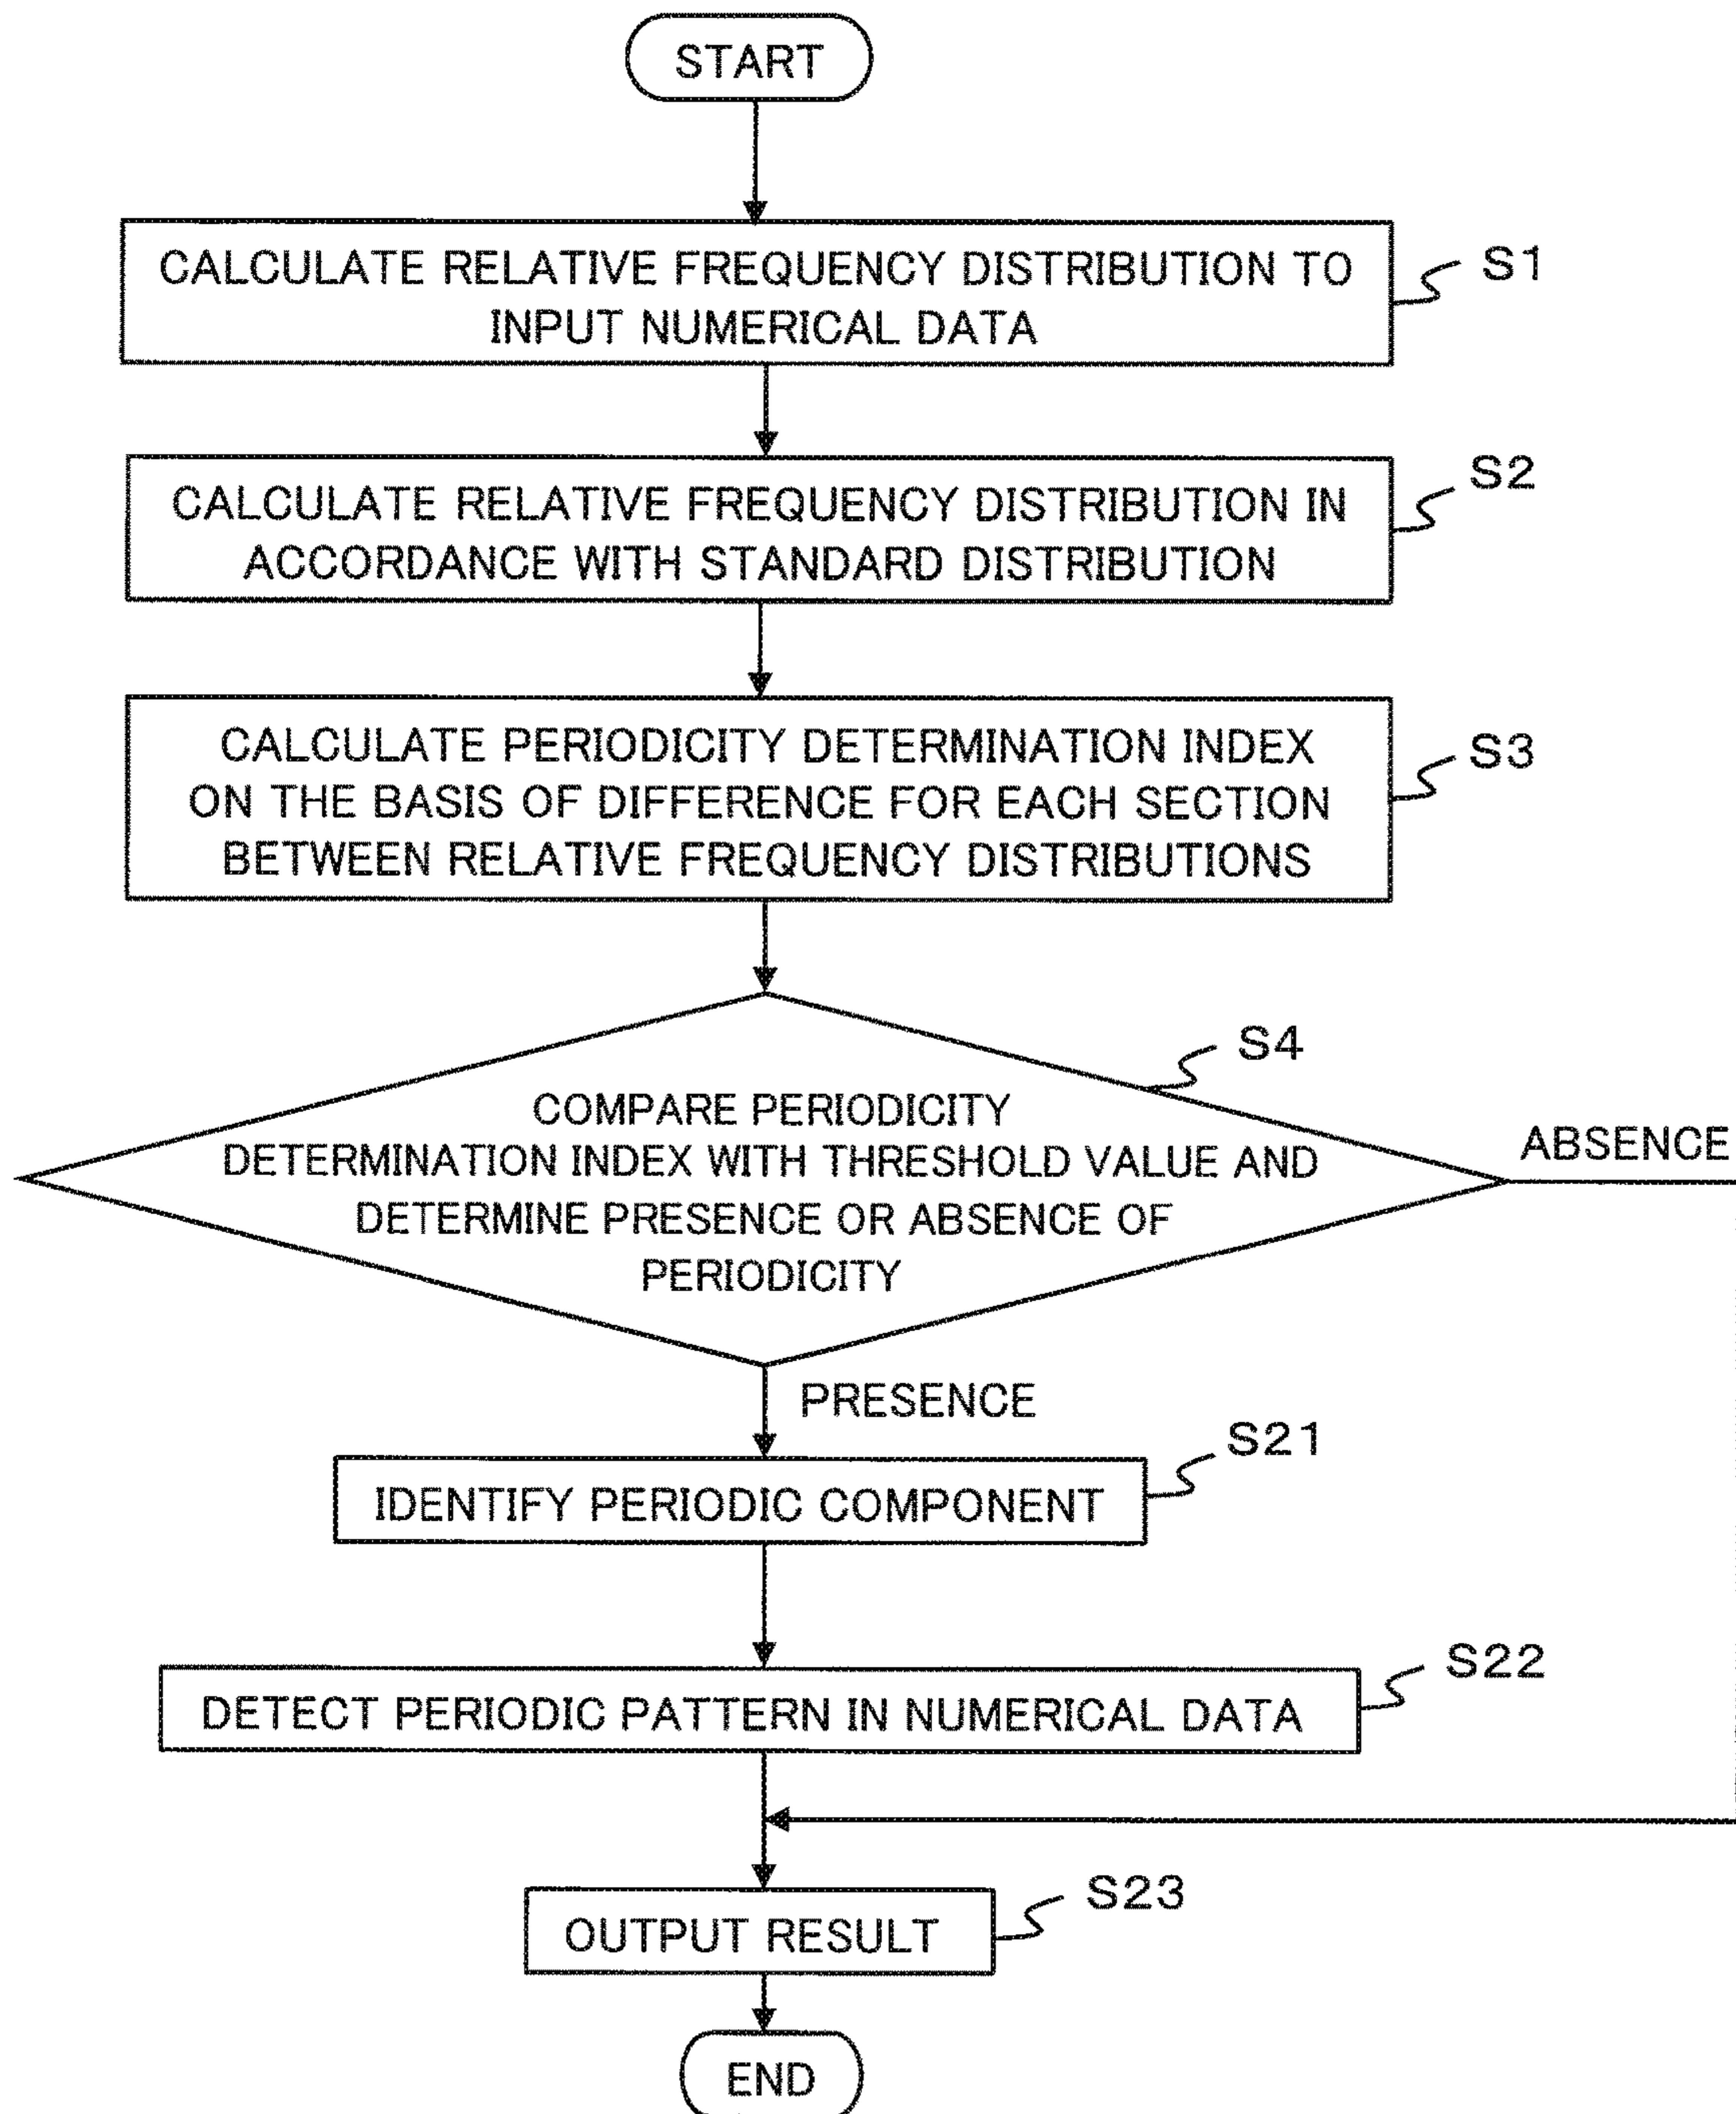 START
CALCULATE RELATIVE FREQUENCY DISTRIBUTION TO
INPUT NUMERICAL DATA
S1
CALCULATE RELATIVE FREQUENCY DISTRIBUTION IN
ACCORDANCE WITH STANDARD DISTRIBUTION
S2
CALCULATE PERIODICITY DETERMINATION INDEX
ON THE BASIS OF DIFFERENCE FOR EACH SECTION
BETWEEN RELATIVE FREQUENCY DISTRIBUTIONS
S3
S4
COMPARE PERIODICITY
DETERMINATION INDEX WITH THRESHOLD VALUE AND
DETERMINE PRESENCE OR ABSENCE OF
PERIODICITY
ABSENCE
PRESENCE
S21
IDENTIFY PERIODIC COMPONENT
S22
DETECT PERIODIC PATTERN IN NUMERICAL DATA
S23
OUTPUT RESULT
END